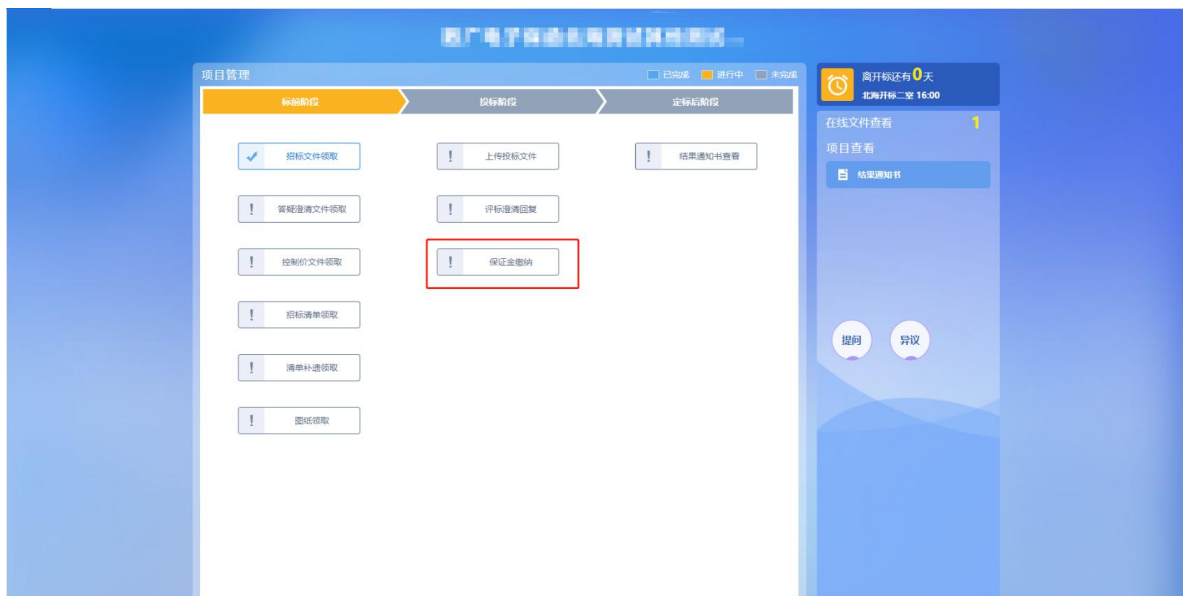 项目管理
已完成 进行中 未完成
标前阶段 投标阶段 定标后阶段
招标文件领取 上传投标文件 结果通知书查看
答疑澄清文件领取 评标澄清回复
控制价文件领取 保证金缴纳
招标清单领取
清单补遗领取
图纸领取
离开标还有0天
北海开标二室 16:00
在线文件查看 1
项目查看
结果通知书
提问 异议